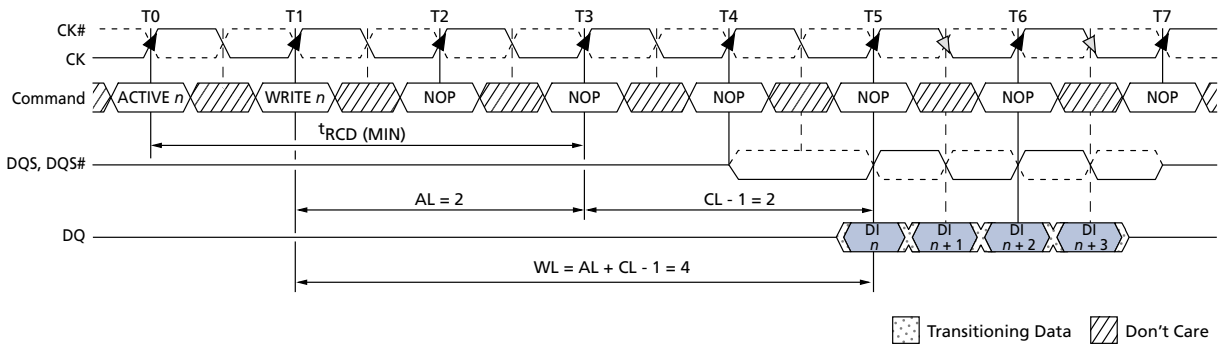 T0 T1 T2 T3 T4 T5 T6 T7
CK#
CK
Command ACTIVE n WRITE n NOP NOP NOP NOP NOP NOP
tRCD (MIN)
DQS, DQS#
AL = 2 CL - 1 = 2
DQ DI n DI n + 1 DI n + 2 DI n + 3
WL = AL + CL - 1 = 4
Transitioning Data Don't Care